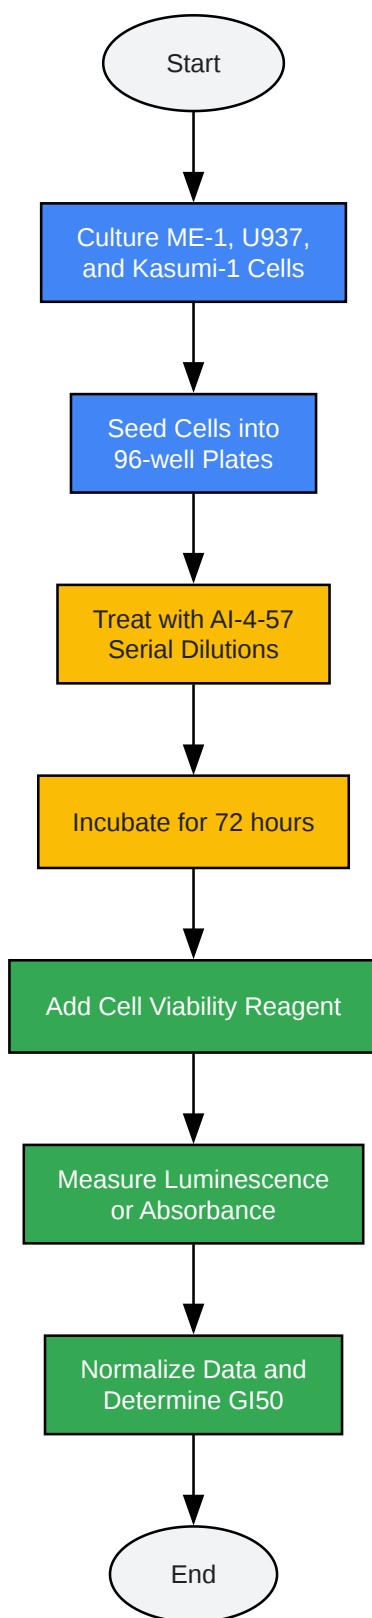 Start
Culture ME-1, U937,
and Kasumi-1 Cells
Seed Cells into
96-well Plates
Treat with AI-4-57
Serial Dilutions
Incubate for 72 hours
Add Cell Viability Reagent
Measure Luminescence
or Absorbance
Normalize Data and
Determine GI50
End